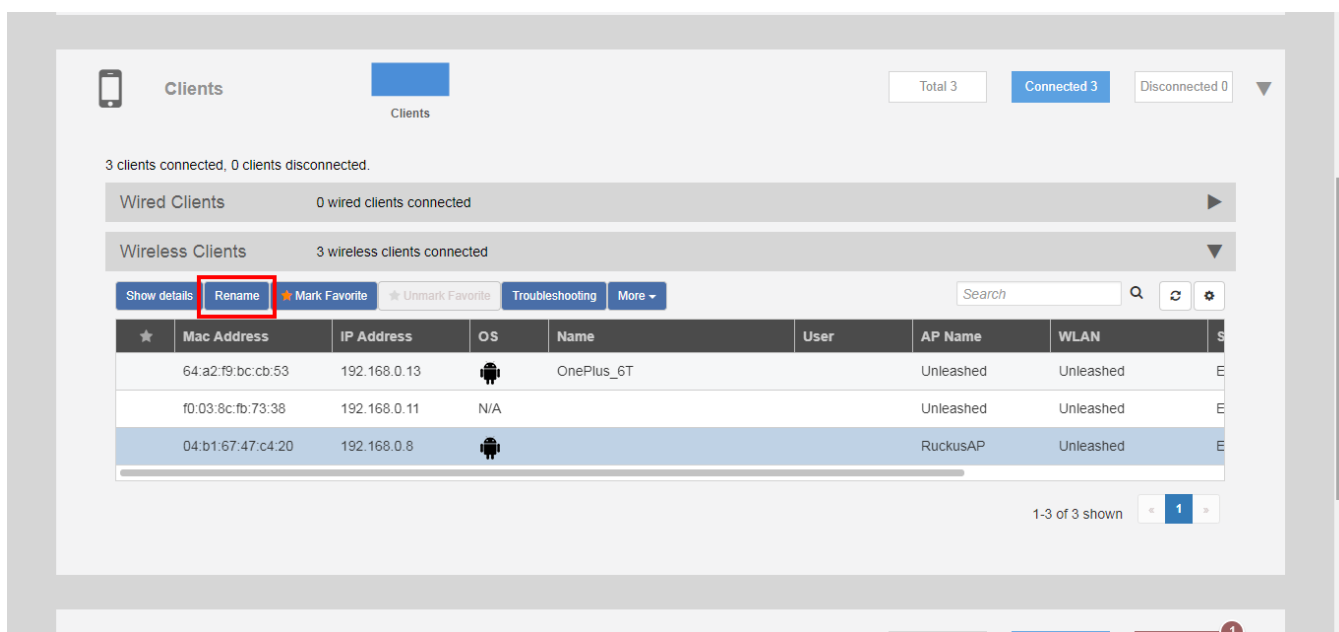 Clients
Clients
Total 3
Connected 3
Disconnected 0
3 clients connected, 0 clients disconnected.
Wired Clients 0 wired clients connected
Wireless Clients 3 wireless clients connected
Show details Rename Mark Favorite Unmark Favorite Troubleshooting More Search
Mac Address IP Address OS Name User AP Name WLAN S
64:a2:f9:bc:cb:53 192.168.0.13 OnePlus_6T Unleashed Unleashed E
f0:03:8c:fb:73:38 192.168.0.11 N/A Unleashed Unleashed E
04:b1:67:47:c4:20 192.168.0.8 RuckusAP Unleashed E
1-3 of 3 shown « 1 »
1